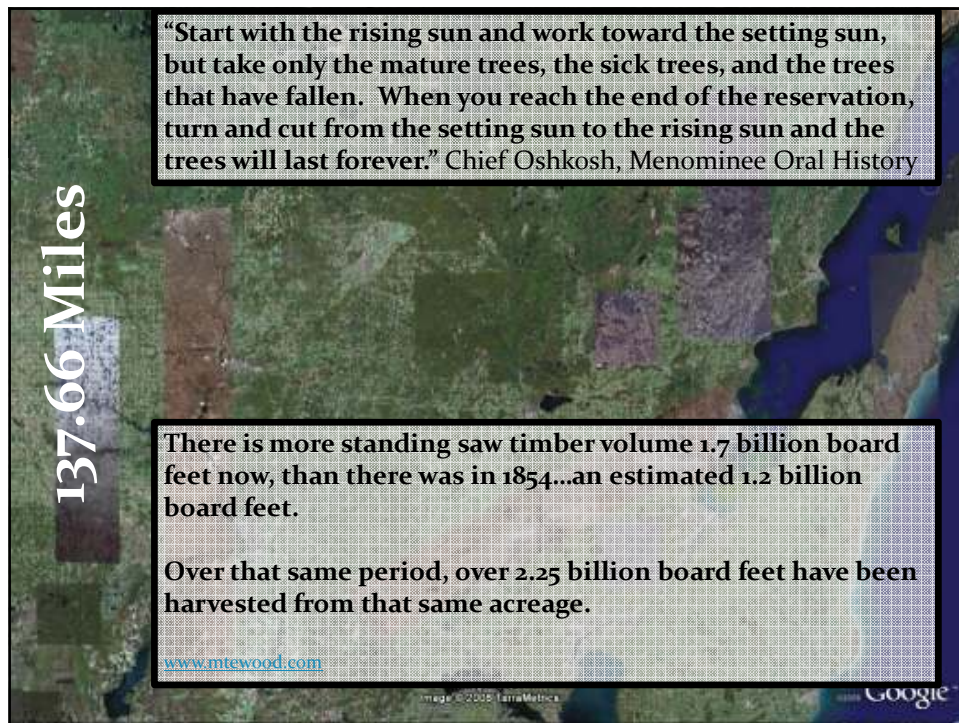 “Start with the rising sun and work toward the setting sun,
but take only the mature trees, the sick trees, and the trees
that have fallen. When you reach the end of the reservation,
turn and cut from the setting sun to the rising sun and the
trees will last forever.” Chief Oshkosh, Menominee Oral History
137.66 Miles
There is more standing saw timber volume 1.7 billion board
feet now, than there was in 1854...an estimated 1.2 billion
board feet.
Over that same period, over 2.25 billion board feet have been
harvested from that same acreage.
www.mtewood.com
Image © 2008 TerraMetrics
Google